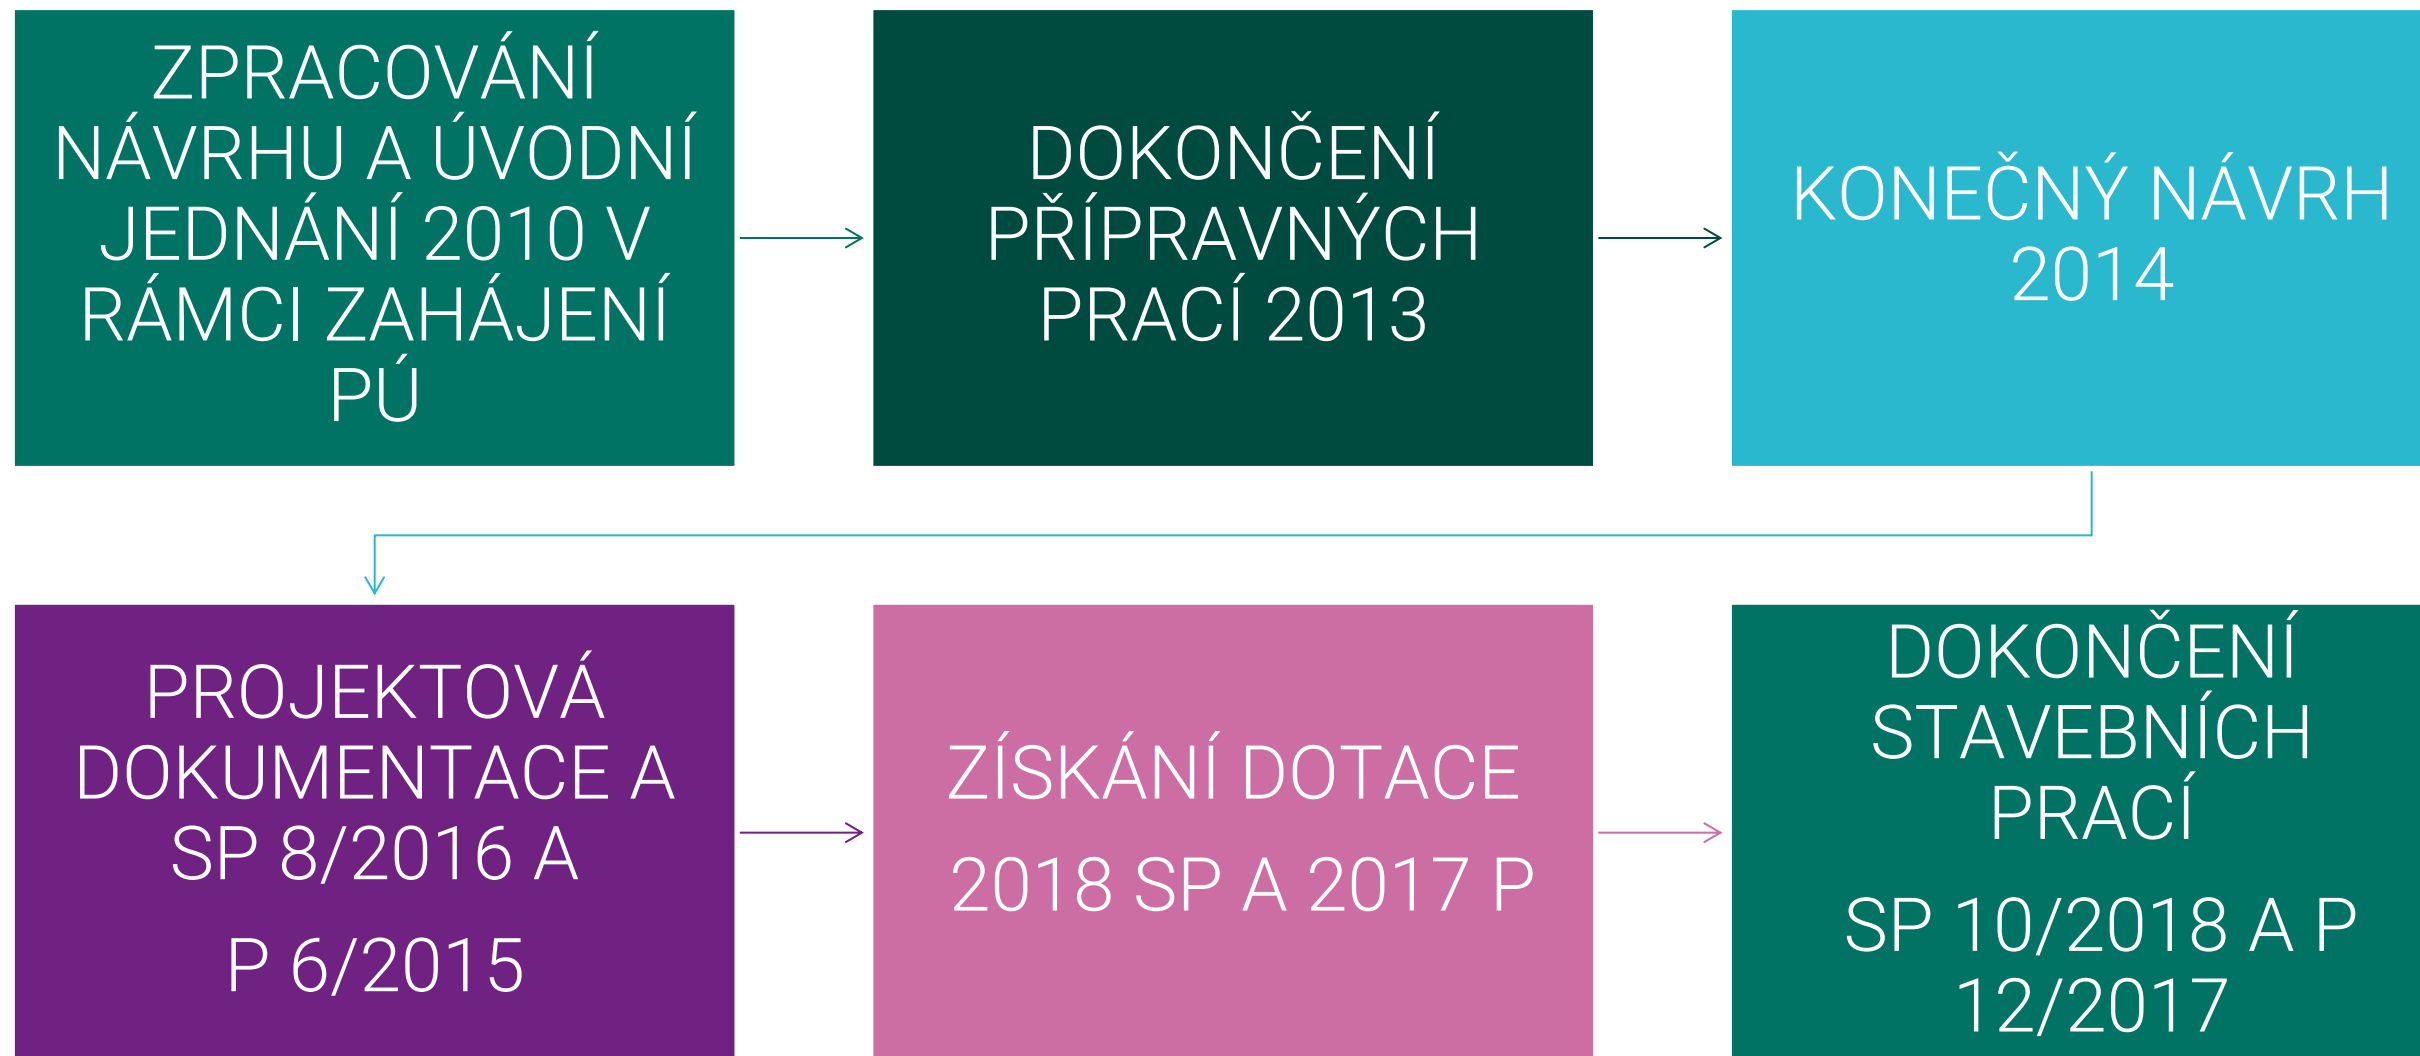 ZPRACOVÁNÍ
NÁVRHU A ÚVODNÍ
JEDNÁNÍ 2010 V
RÁMCI ZAHÁJENÍ
PÚ
DOKONČENÍ
PŘÍPRAVNÝCH
PRACÍ 2013
KONEČNÝ NÁVRH
2014
PROJEKTOVÁ
DOKUMENTACE A
SP 8/2016 A
P 6/2015
ZÍSKÁNÍ DOTACE
2018 SP A 2017 P
DOKONČENÍ
STAVEBNÍCH
PRACÍ
SP 10/2018 A P
12/2017